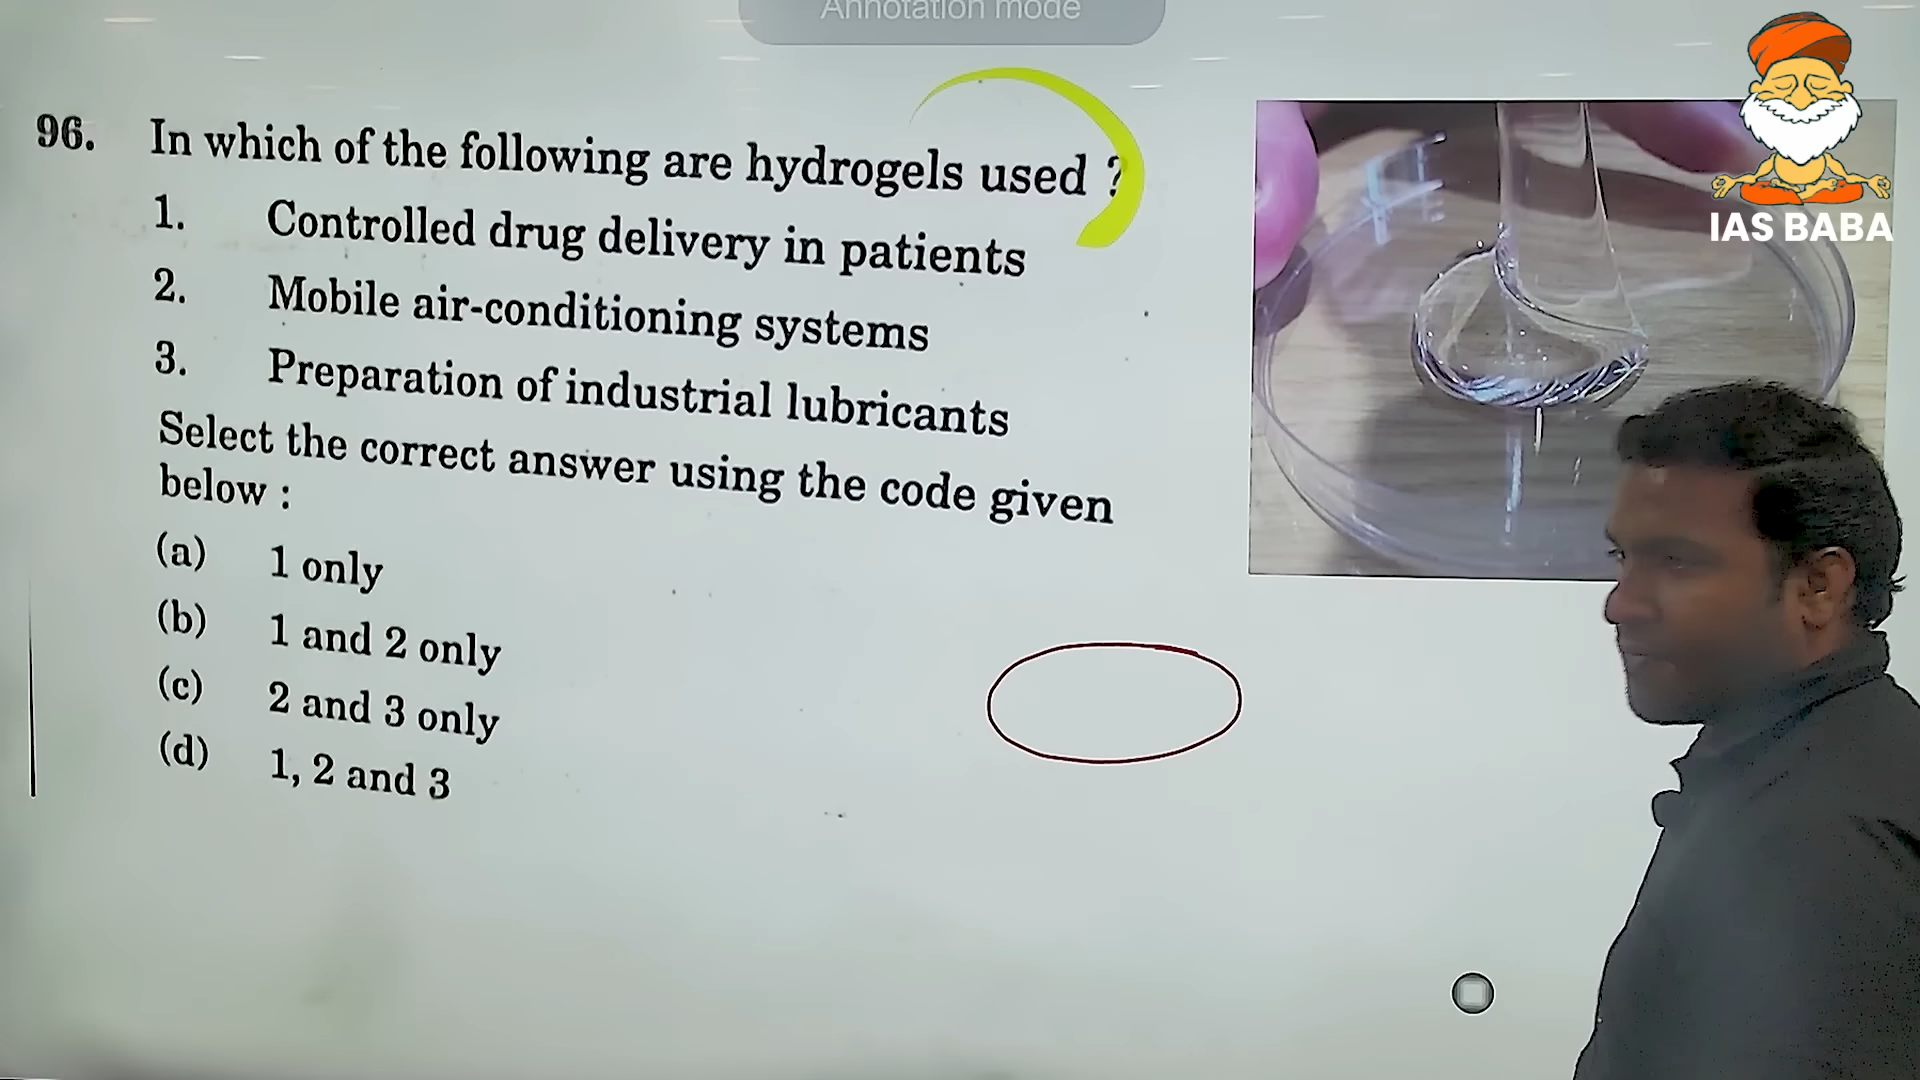 Annotation mode
IAS BABA
96. In which of the following are hydrogels used ?
1. Controlled drug delivery in patients
2. Mobile air-conditioning systems
3. Preparation of industrial lubricants
Select the correct answer using the code given
below :
(a) 1 only
(b) 1 and 2 only
(c) 2 and 3 only
(d) 1, 2 and 3